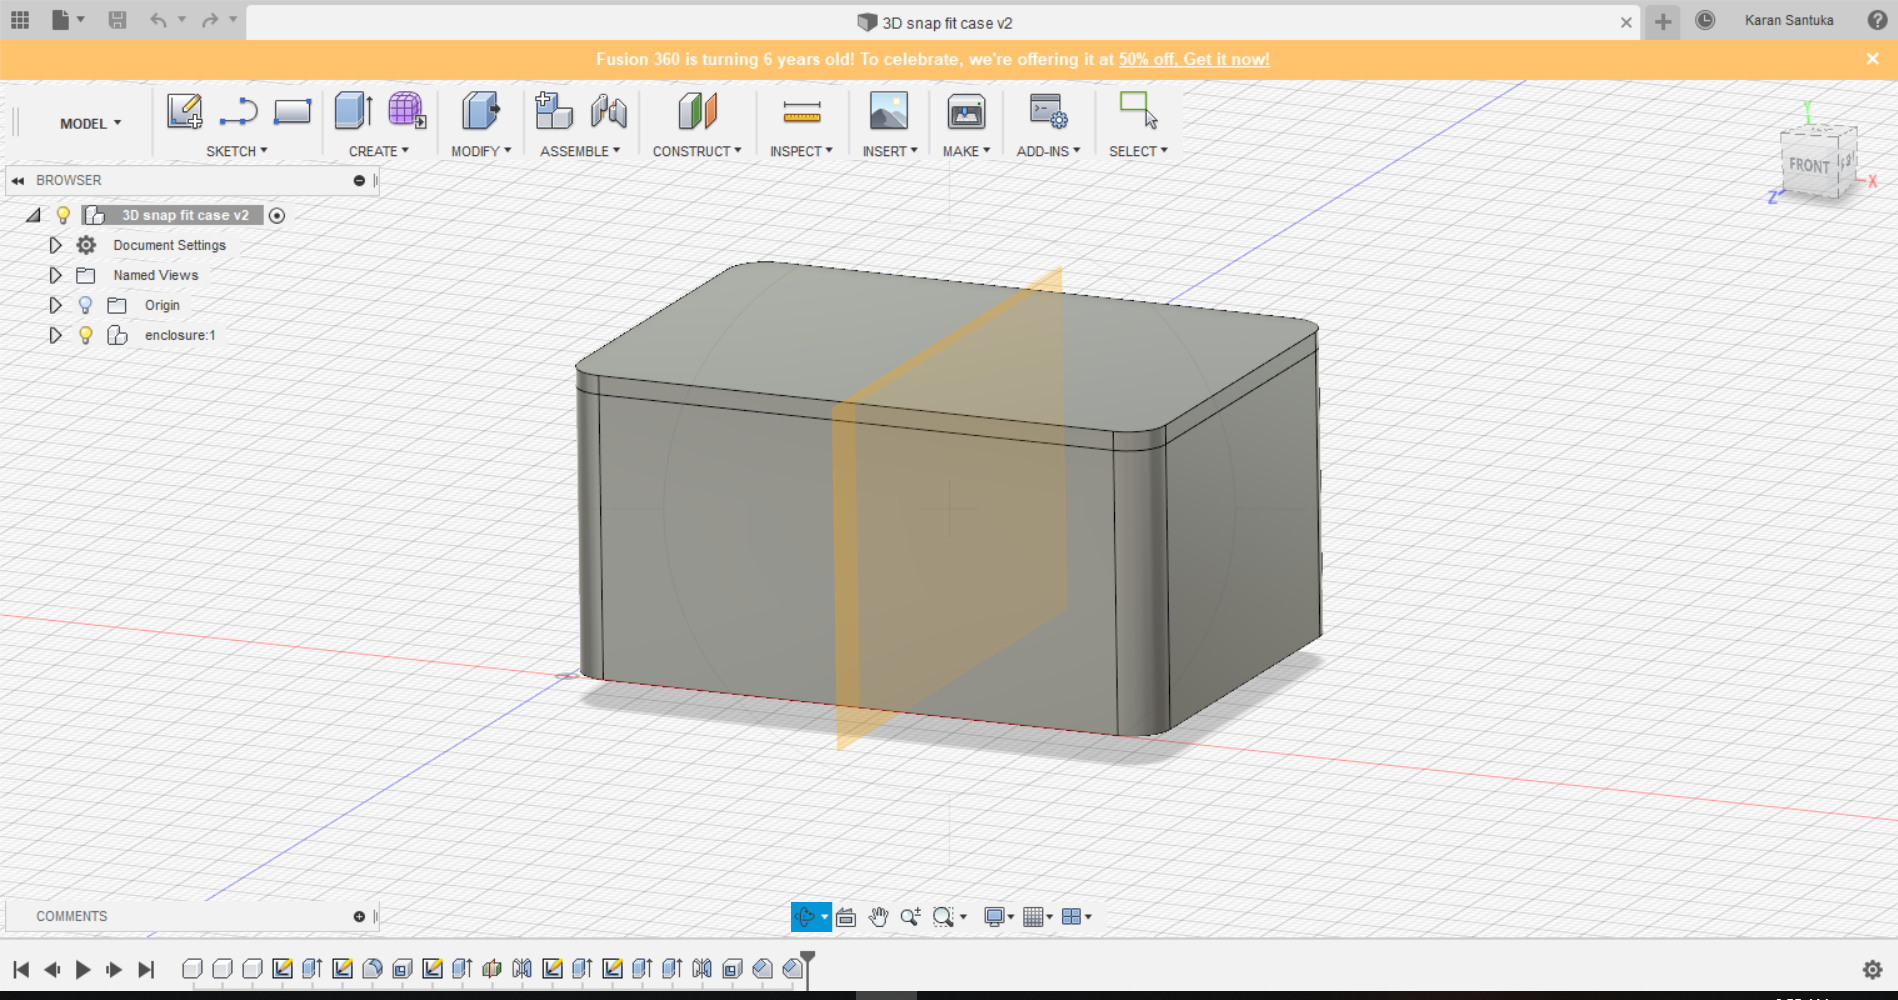 3D snap fit case v2
Karan Santuka
Fusion 360 is turning 6 years old! To celebrate, we're offering it at 50% off. Get it now!
MODEL
SKETCH
CREATE
MODIFY
ASSEMBLE
CONSTRUCT
INSPECT
INSERT
MAKE
ADD-INS
SELECT
Y
FRONT
X
Z
BROWSER
3D snap fit case v2
Document Settings
Named Views
Origin
enclosure:1
COMMENTS